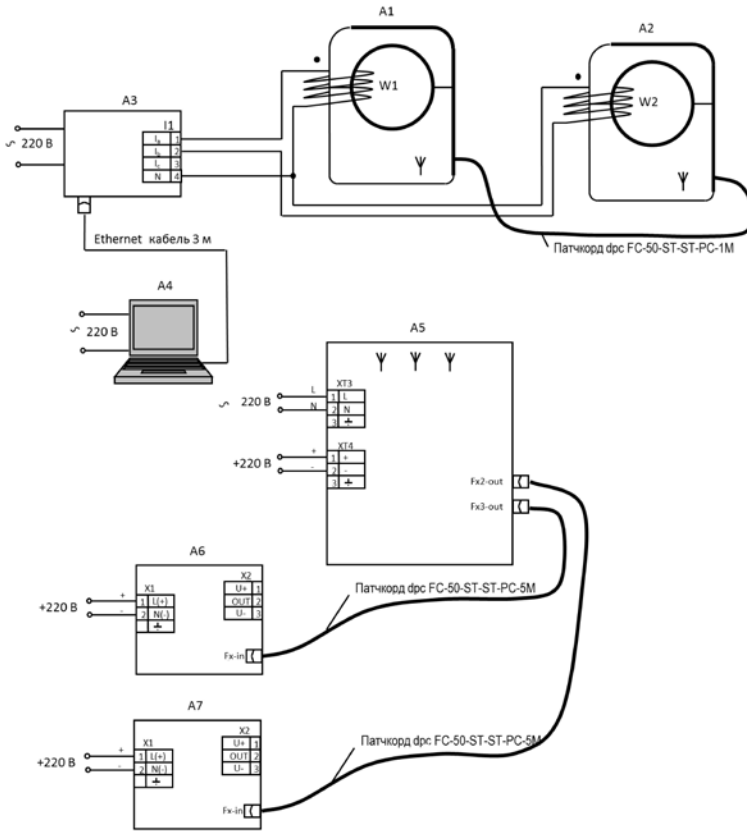 A1
A2
A3
W1
W2
220 В
I1
Ia 1
Ib 2
Ic 3
N 4
Ethernet кабель 3 м
Патчкорд dpc FC-50-ST-ST-PC-1M
A4
220 В
A5
XT3
220 В
L
1 L
N
2 N
3
XT4
+220 В
+
1 +
-
2 -
3
Fx2-out
Fx3-out
A6
Патчкорд dpc FC-50-ST-ST-PC-5M
X1
X2
+220 В
+
1 L(+)
-
2 N(-)
U+ 1
OUT 2
U- 3
Fx-in
A7
Патчкорд dpc FC-50-ST-ST-PC-5M
X1
X2
+220 В
+
1 L(+)
-
2 N(-)
U+ 1
OUT 2
U- 3
Fx-in